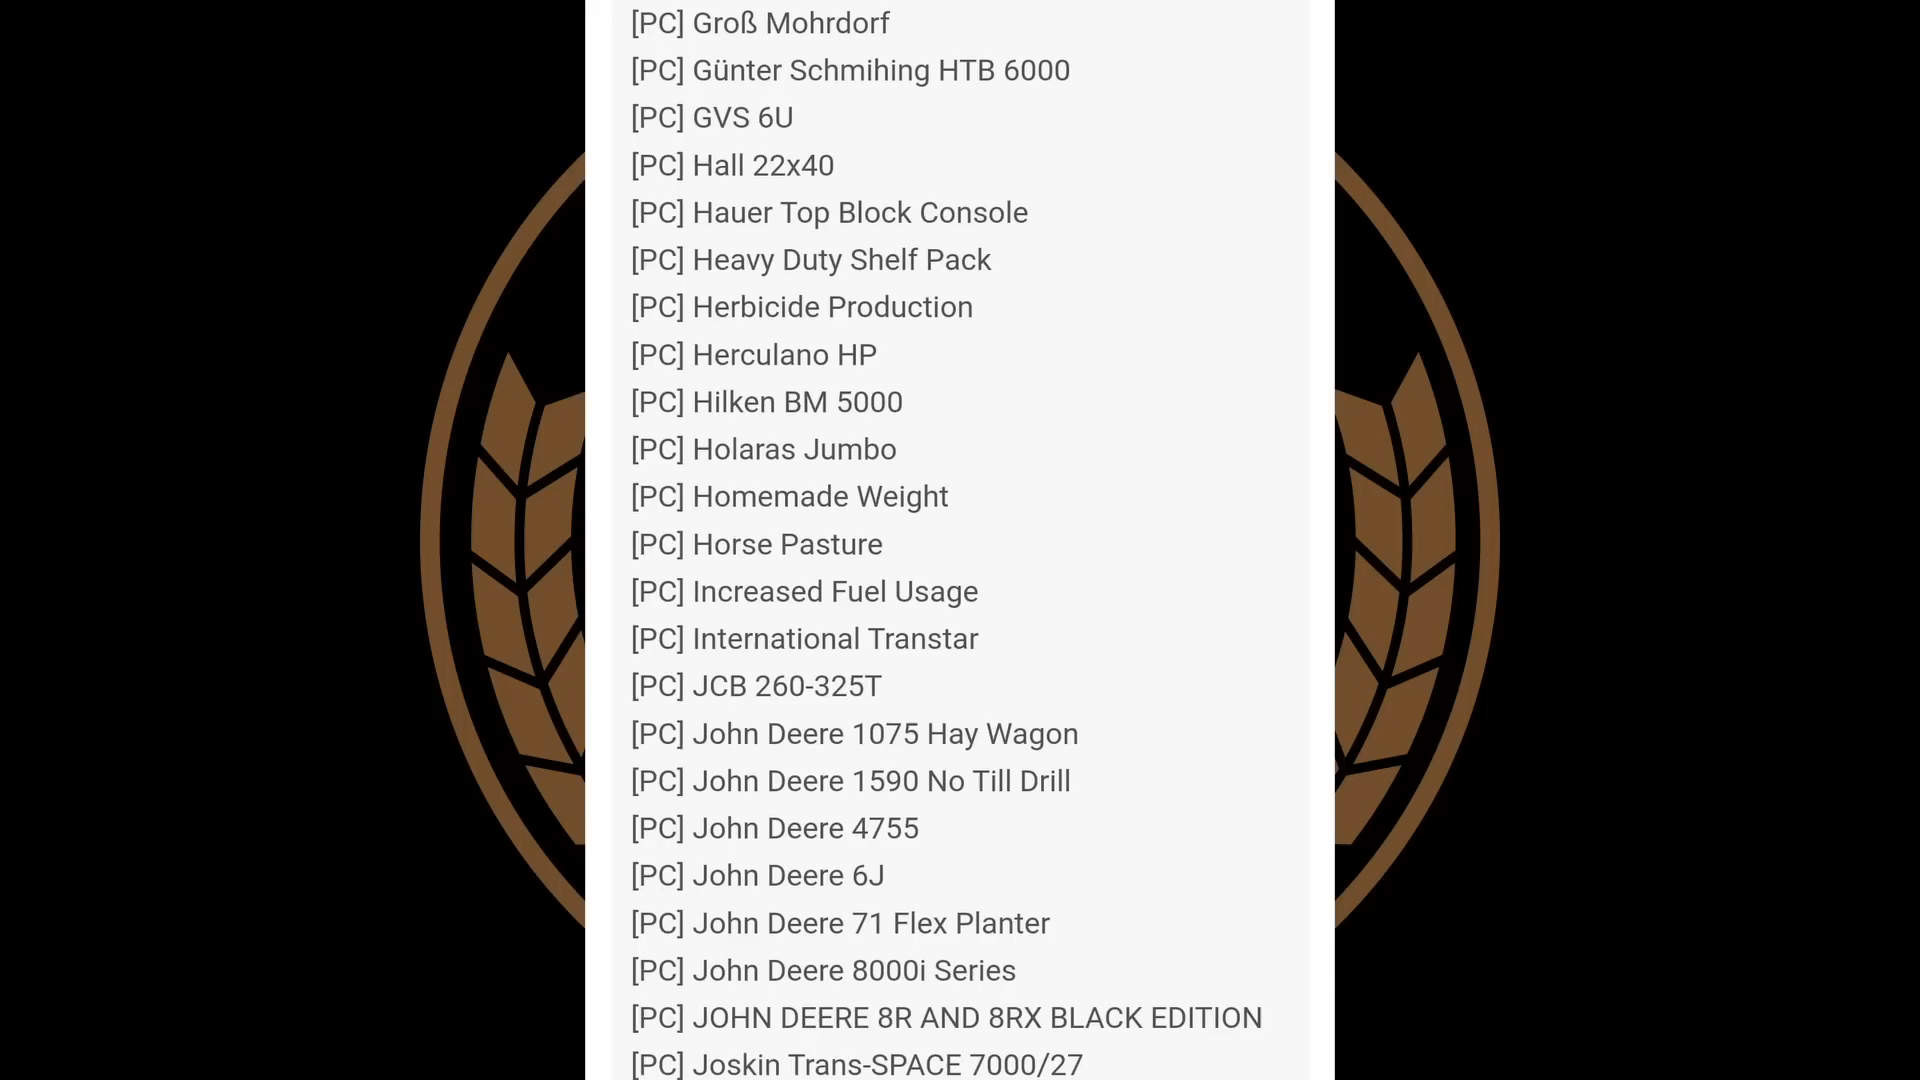 [PC] Groß Mohrdorf
[PC] Günter Schmihing HTB 6000
[PC] GVS 6U
[PC] Hall 22x40
[PC] Hauer Top Block Console
[PC] Heavy Duty Shelf Pack
[PC] Herbicide Production
[PC] Herculano HP
[PC] Hilken BM 5000
[PC] Holaras Jumbo
[PC] Homemade Weight
[PC] Horse Pasture
[PC] Increased Fuel Usage
[PC] International Transtar
[PC] JCB 260-325T
[PC] John Deere 1075 Hay Wagon
[PC] John Deere 1590 No Till Drill
[PC] John Deere 4755
[PC] John Deere 6J
[PC] John Deere 71 Flex Planter
[PC] John Deere 8000i Series
[PC] JOHN DEERE 8R AND 8RX BLACK EDITION
[PC] Joskin Trans-SPACE 7000/27